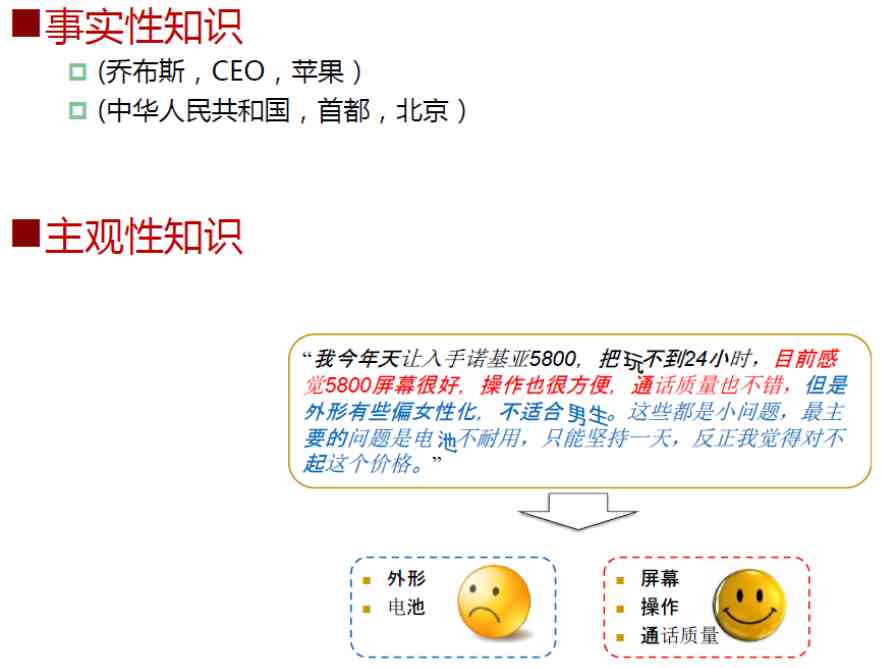 事实性知识
(乔布斯，CEO，苹果）
(中华人民共和国，首都，北京）
主观性知识
“我今年天让入手诺基亚5800，把玩不到24小时，目前感
觉5800屏幕很好，操作也很方便，通话质量也不错，但是
外形有些偏女性化，不适合男生。这些都是小问题，最主
要的问题是电池不耐用，只能坚持一天，反正我觉得对不
起这个价格。”
外形
电池
屏幕
操作
通话质量